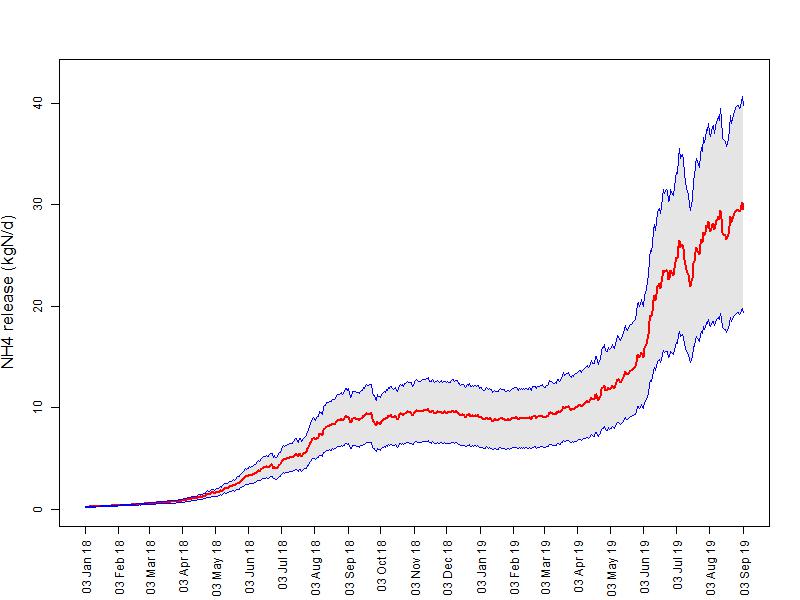 NH4 release (kgN/d)
40
30
20
10
0
03 Jan 18
03 Feb 18
03 Mar 18
03 Apr 18
03 May 18
03 Jun 18
03 Jul 18
03 Aug 18
03 Sep 18
03 Oct 18
03 Nov 18
03 Dec 18
03 Jan 19
03 Feb 19
03 Mar 19
03 Apr 19
03 May 19
03 Jun 19
03 Jul 19
03 Aug 19
03 Sep 19